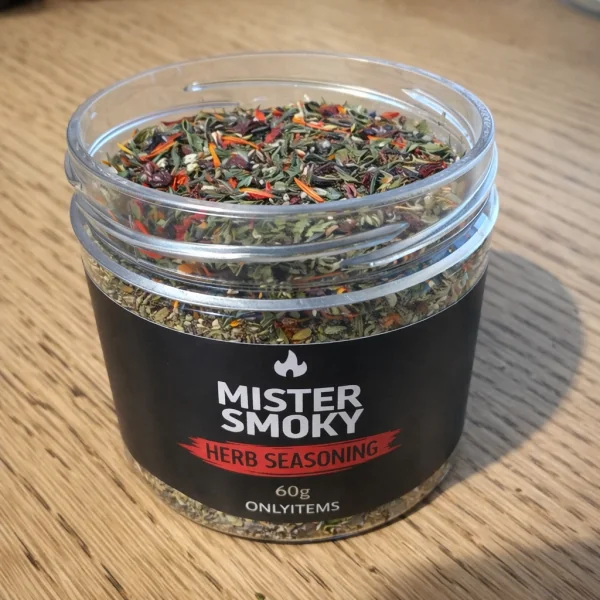 MISTER
SMOKY
HERB SEASONING
60g
ONLYITEMS